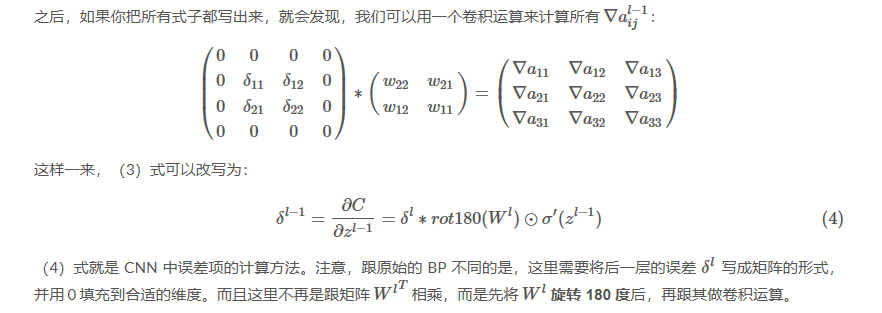 之后，如果你把所有式子都写出来，就会发现，我们可以用一个卷积运算来计算所有 $\nabla a_{ij}^{l-1}$：
$$\begin{pmatrix} 0 & 0 & 0 & 0 \\ 0 & \delta_{11} & \delta_{12} & 0 \\ 0 & \delta_{21} & \delta_{22} & 0 \\ 0 & 0 & 0 & 0 \end{pmatrix} * \begin{pmatrix} w_{22} & w_{21} \\ w_{12} & w_{11} \end{pmatrix} = \begin{pmatrix} \nabla a_{11} & \nabla a_{12} & \nabla a_{13} \\ \nabla a_{21} & \nabla a_{22} & \nabla a_{23} \\ \nabla a_{31} & \nabla a_{32} & \nabla a_{33} \end{pmatrix}$$
这样一来，（3）式可以改写为：
$$\delta^{l-1} = \frac{\partial C}{\partial z^{l-1}} = \delta^l * rot180(W^l) \odot \sigma'(z^{l-1}) \quad (4)$$
（4）式就是 CNN 中误差项的计算方法。注意，跟原始的 BP 不同的是，这里需要将后一层的误差 $\delta^l$ 写成矩阵的形式，
并用 0 填充到合适的维度。而且这里不再是跟矩阵 $W^{l^T}$ 相乘，而是先将 $W^l$ 旋转 180 度后，再跟其做卷积运算。